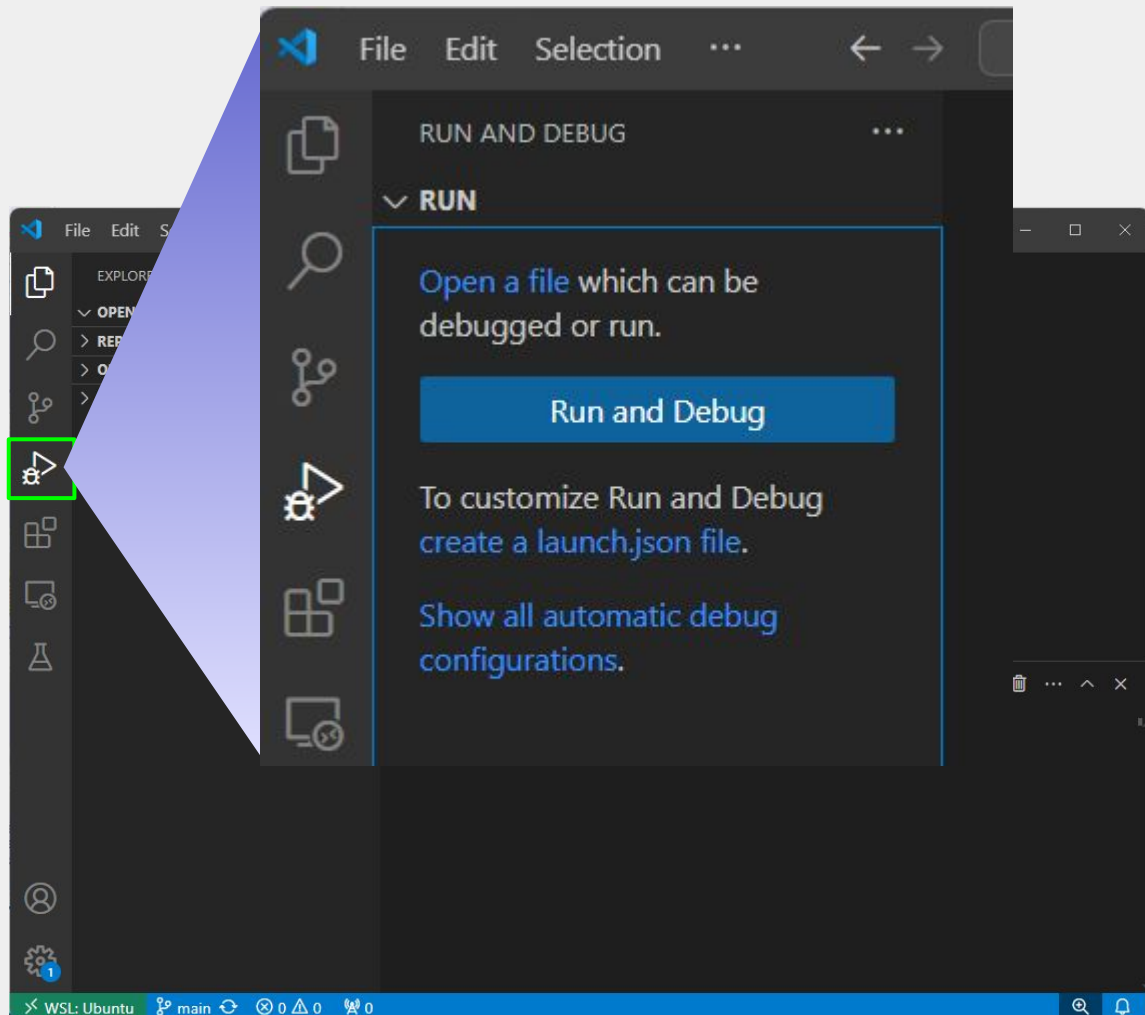 File Edit Selection ···
RUN AND DEBUG ···
RUN
Open a file which can be
debugged or run.
Run and Debug
To customize Run and Debug
create a launch.json file.
Show all automatic debug
configurations.
File Edit
OPEN
1
WSL: Ubuntu main 0 0 0